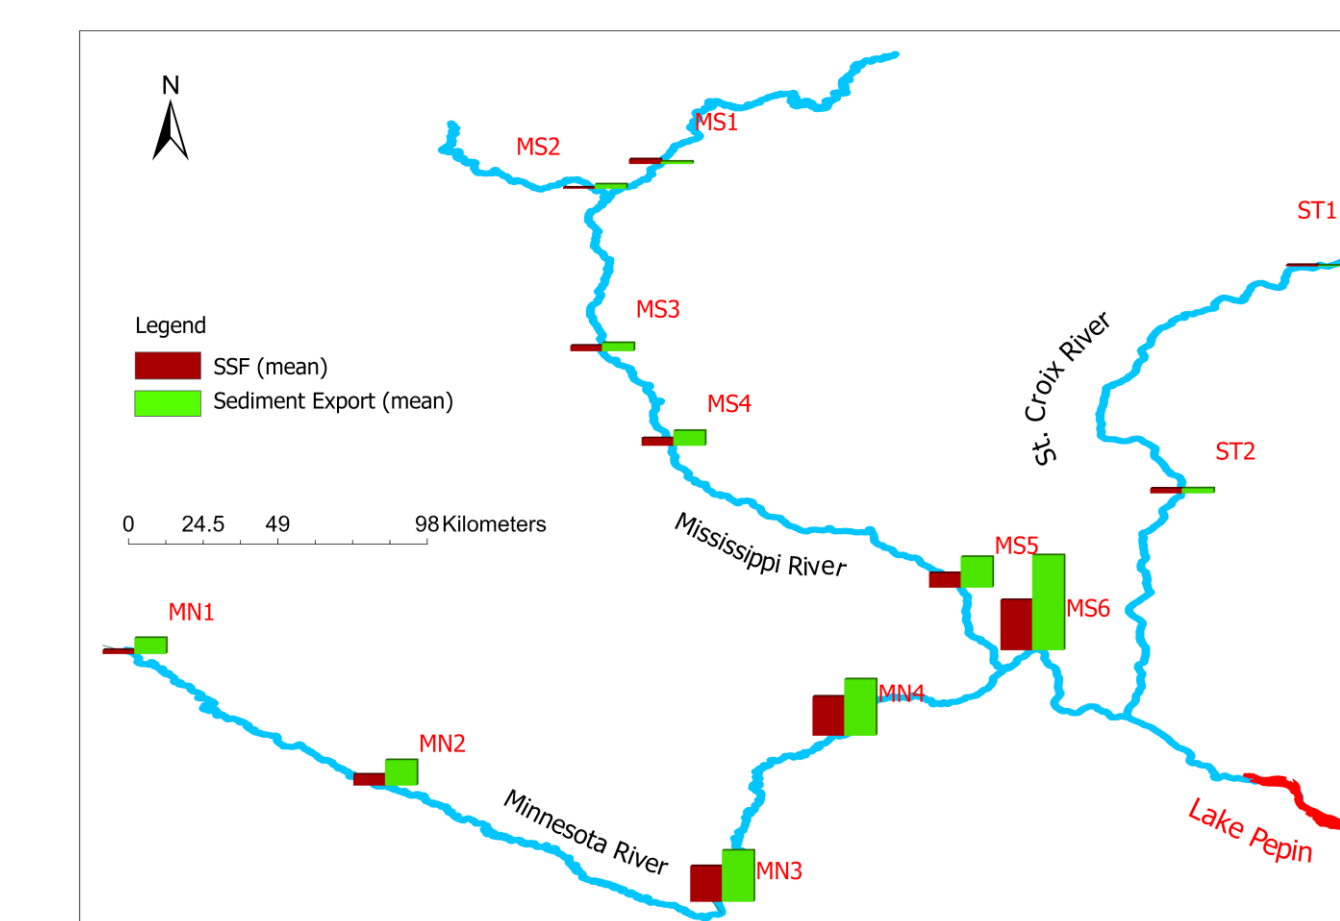 N
MS1
MS2
ST1
MS3
Legend
SSF (mean)
Sediment Export (mean)
St. Croix River
MS4
ST2
0 24.5 49 98 Kilometers
Mississippi River
MS5
MS6
MN1
MN4
MN2
Minnesota River
Lake Pepin
MN3